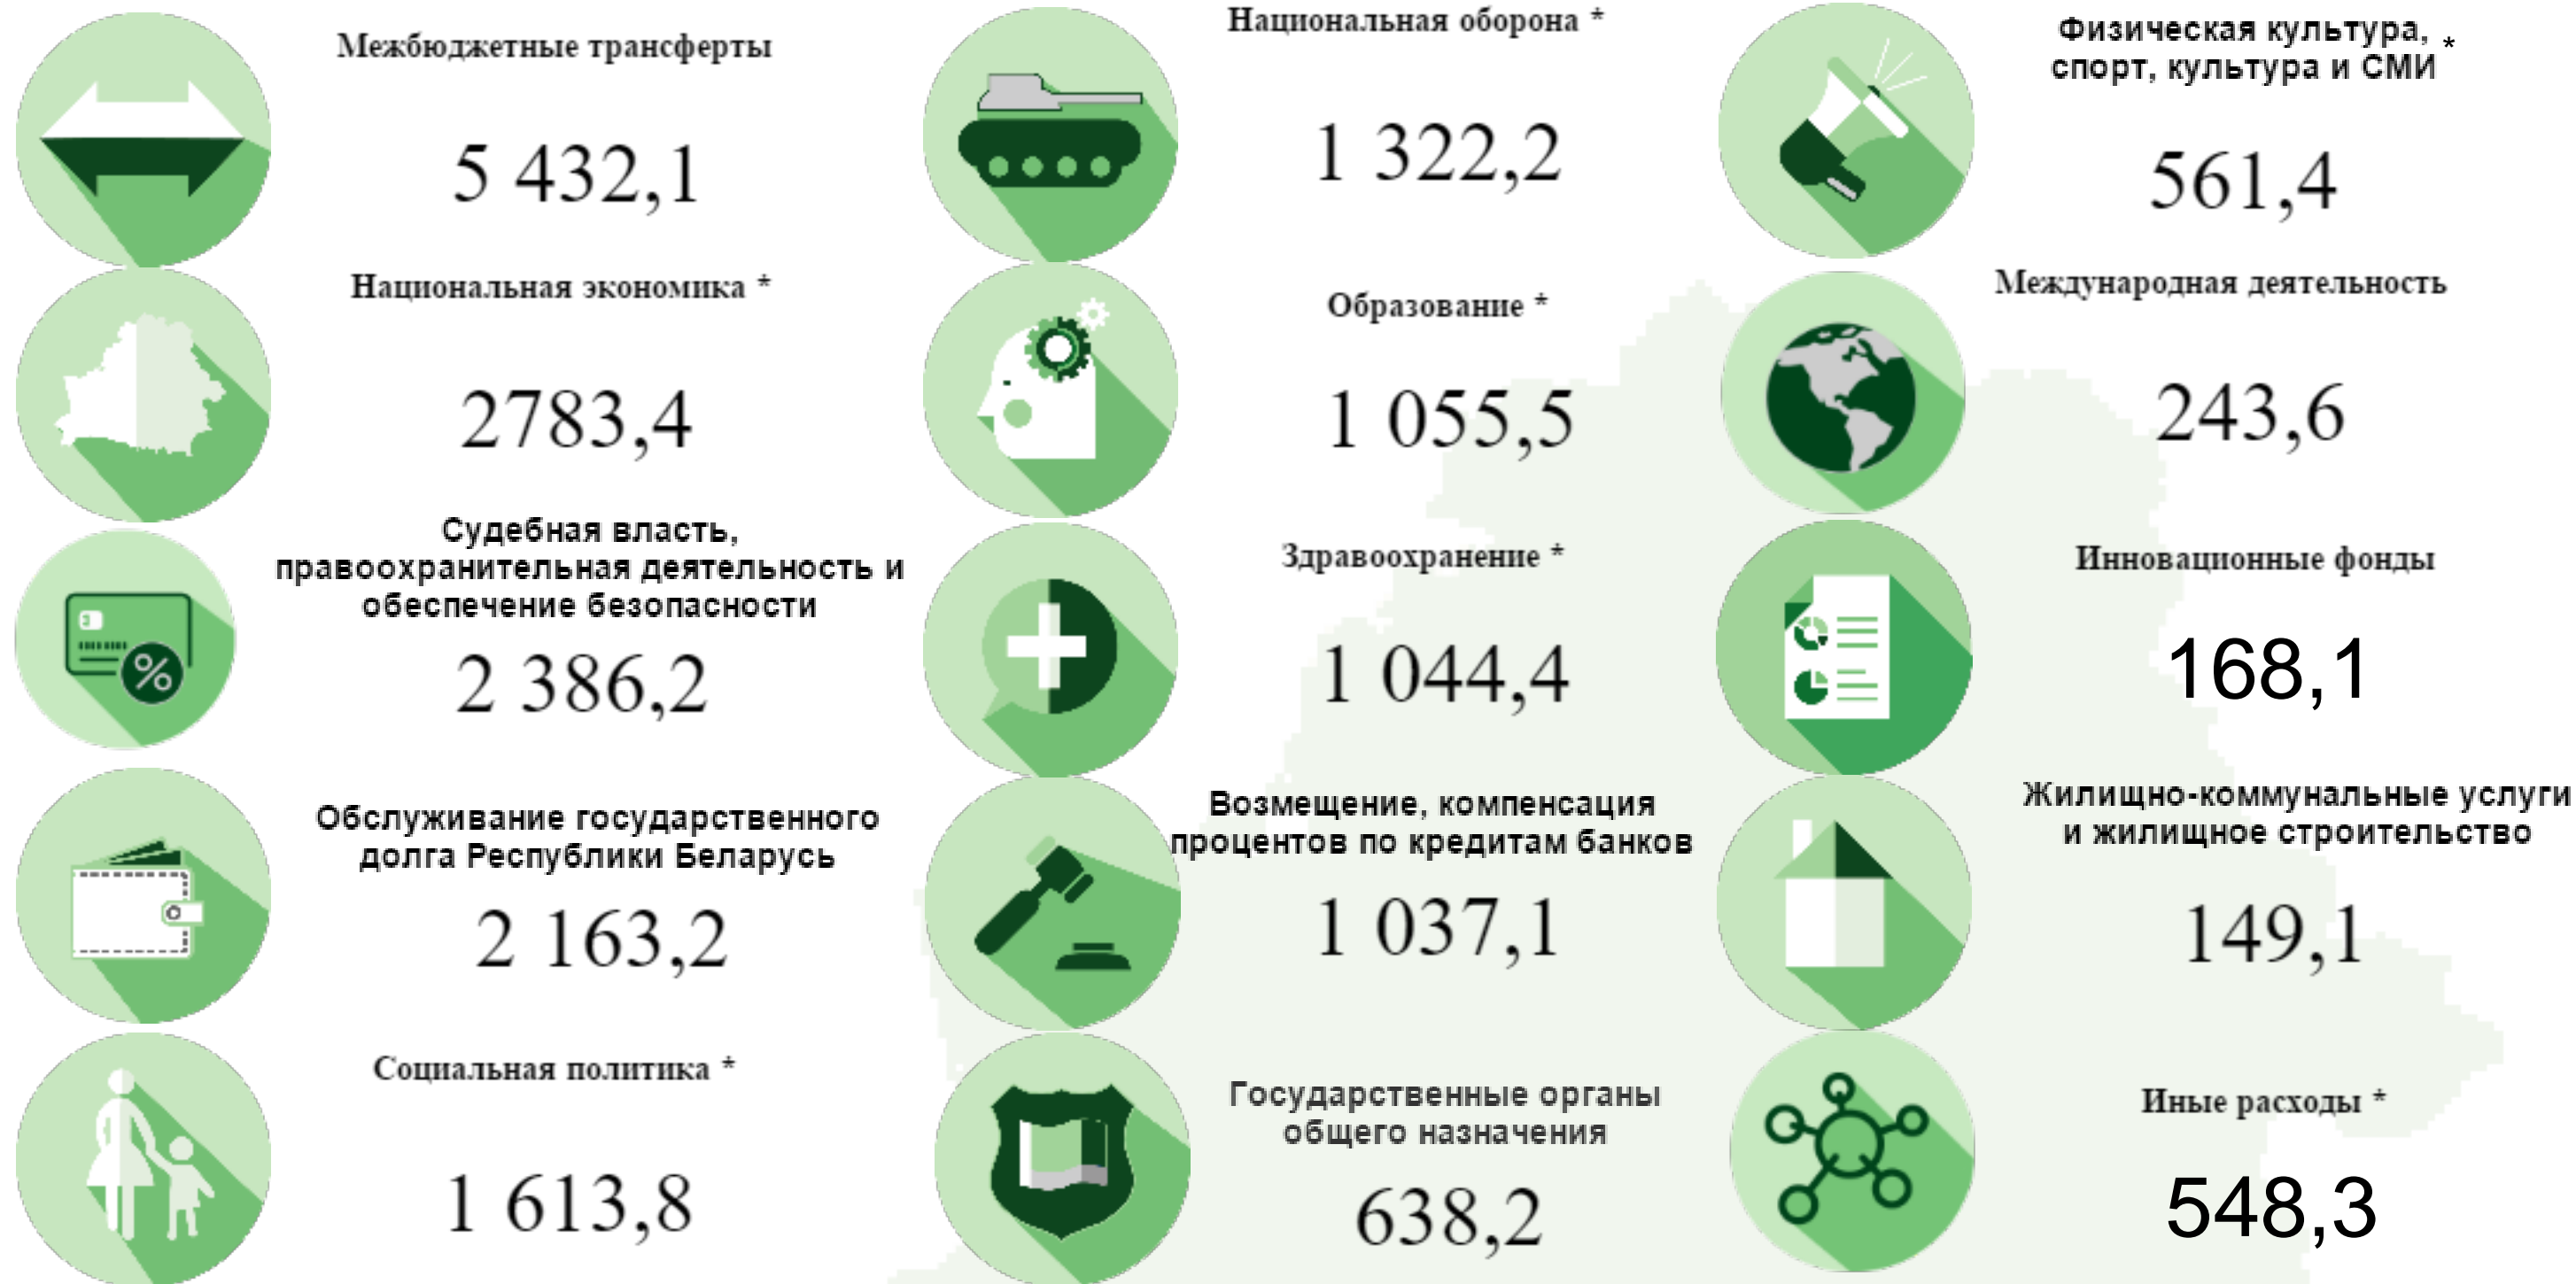 Межбюджетные трансферты
5 432,1
Национальная экономика *
2783,4
Судебная власть,
правоохранительная деятельность и
обеспечение безопасности
2 386,2
Обслуживание государственного
долга Республики Беларусь
2 163,2
Социальная политика *
1 613,8
Национальная оборона *
1 322,2
Образование *
1 055,5
Здравоохранение *
1 044,4
Возмещение, компенсация
процентов по кредитам банков
1 037,1
Государственные органы
общего назначения
638,2
Физическая культура,
спорт, культура и СМИ *
561,4
Международная деятельность
243,6
Инновационные фонды
168,1
Жилищно-коммунальные услуги
и жилищное строительство
149,1
Иные расходы *
548,3
%